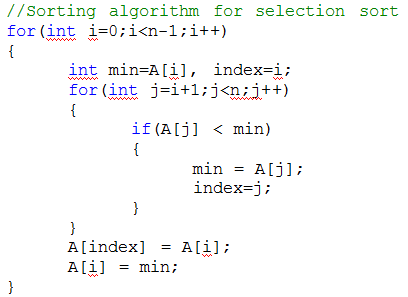 //Sorting algorithm for selection sort
for(int i=0;i<n-1;i++)
{
int min=A[i], index=i;
for(int j=i+1;j<n;j++)
{
if(A[j] < min)
{
min = A[j];
index=j;
}
}
A[index] = A[i];
A[i] = min;
}